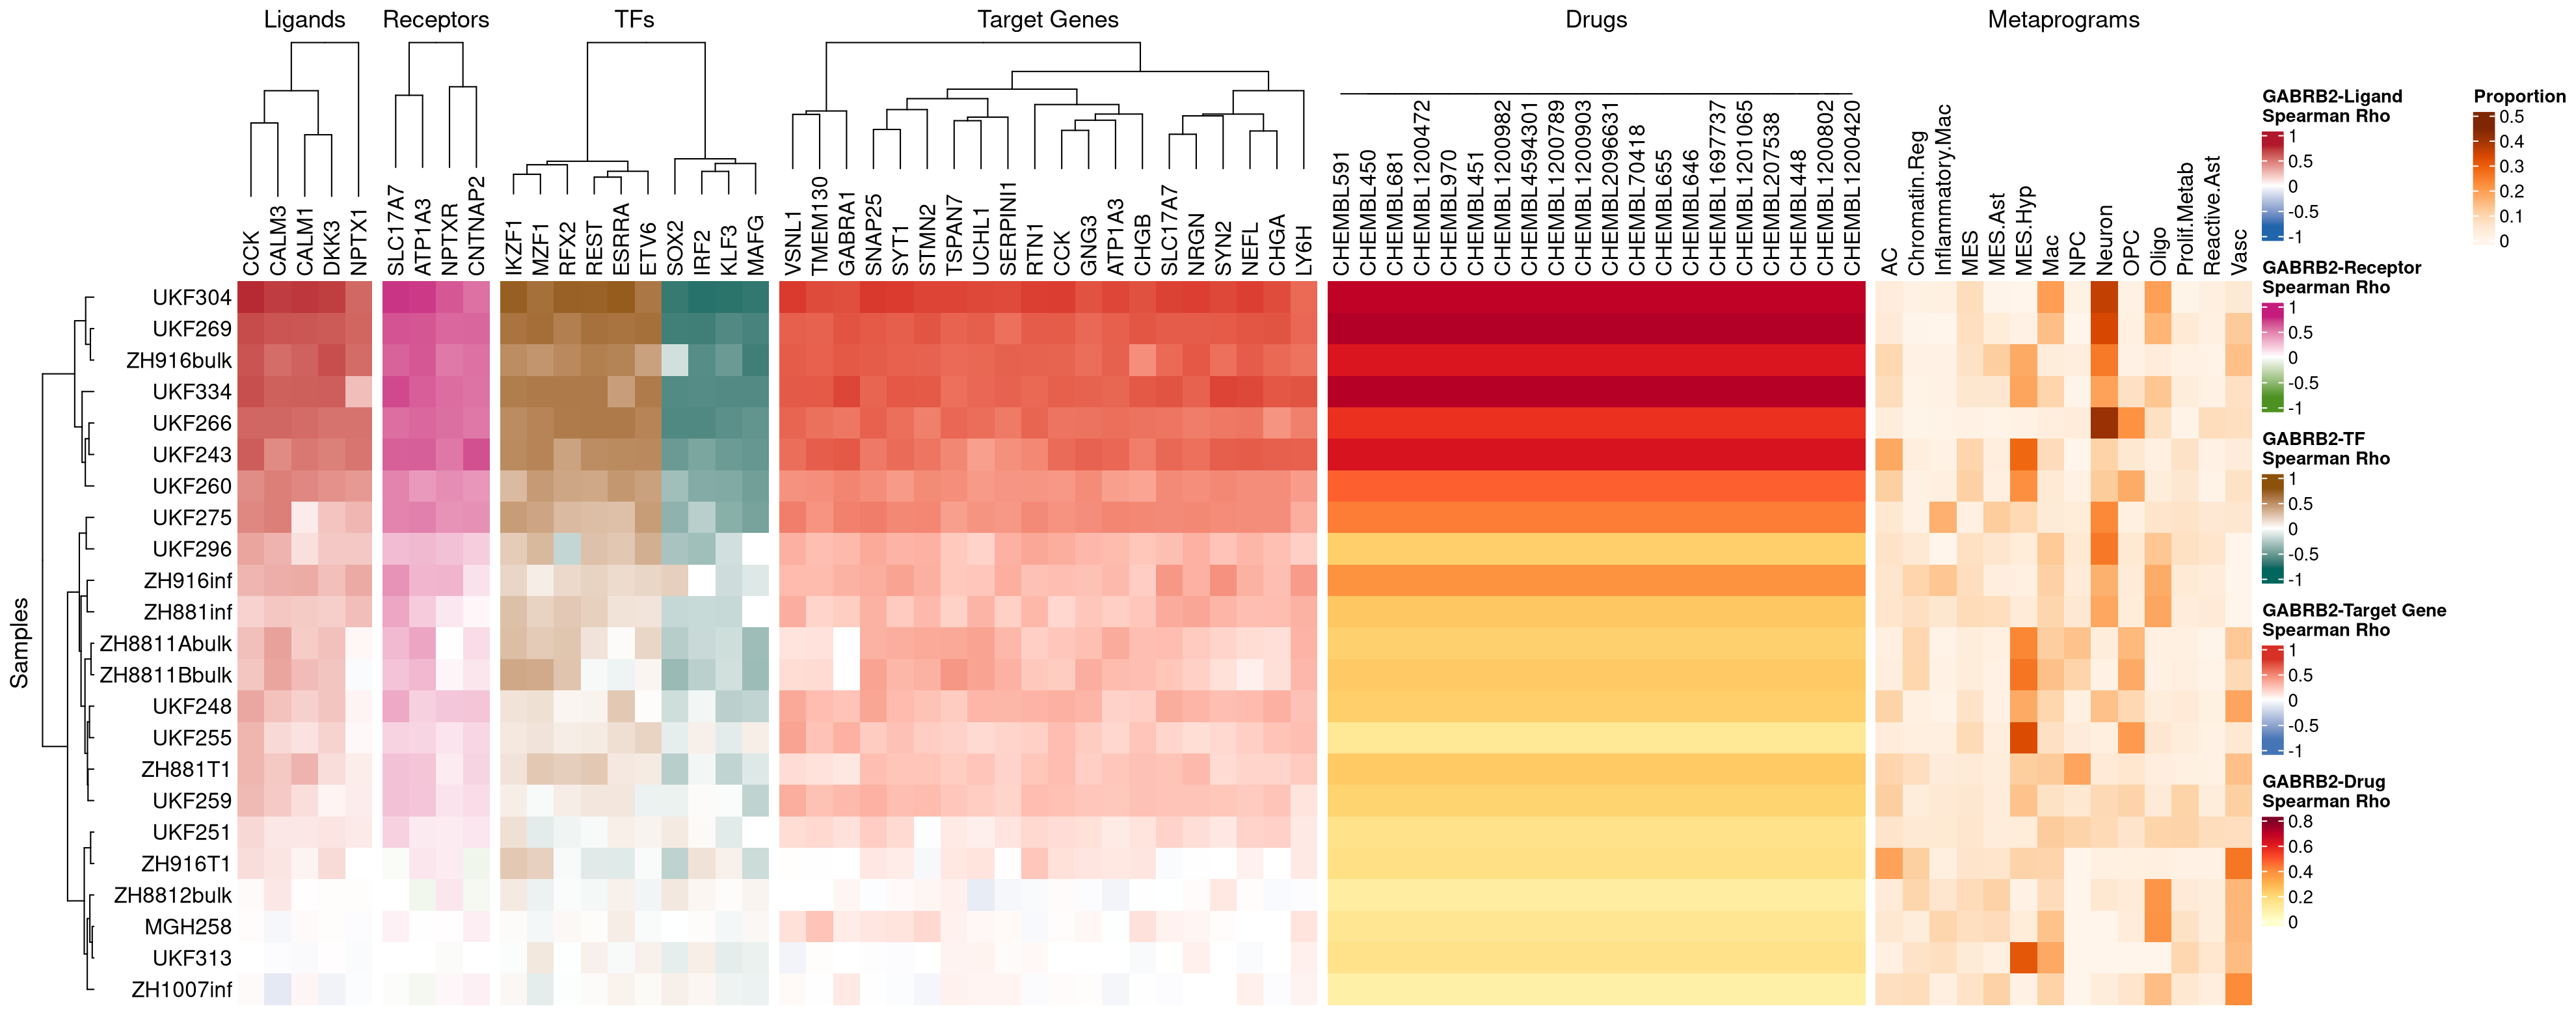 Ligands Receptors TFs Target Genes Drugs Metaprograms
CCK
CALM3
CALM1
DKK3
NPTX1
SLC17A7
ATP1A3
NPTXR
CNTNAP2
IKZF1
MZF1
RFX2
REST
ESRRA
ETV6
SOX2
IRF2
KLF3
MAFG
VSNL1
TMEM130
GABRA1
SNAP25
SYT1
STMN2
TSPAN7
UCHL1
SERPINI1
RTN1
CCK
GNG3
ATP1A3
CHGB
SLC17A7
NRGN
SYN2
NEFL
CHGA
LY6H
CHEMBL591
CHEMBL450
CHEMBL681
CHEMBL1200472
CHEMBL970
CHEMBL451
CHEMBL1200982
CHEMBL4594301
CHEMBL1200789
CHEMBL1200903
CHEMBL2096631
CHEMBL70418
CHEMBL655
CHEMBL646
CHEMBL1697737
CHEMBL1201065
CHEMBL207538
CHEMBL448
CHEMBL1200802
CHEMBL1200420
AC
Chromatin.Reg
Inflammatory.Mac
MES
MES.Ast
MES.Hyp
Mac
NPC
Neuron
OPC
Oligo
Prolif.Metab
Reactive.Ast
Vasc
Samples
UKF304
UKF269
ZH916bulk
UKF334
UKF266
UKF243
UKF260
UKF275
UKF296
ZH916inf
ZH881inf
ZH8811Abulk
ZH8811Bbulk
UKF248
UKF255
ZH881T1
UKF259
UKF251
ZH916T1
ZH8812bulk
MGH258
UKF313
ZH1007inf
GABRB2-Ligand
Spearman Rho
1
0.5
0
-0.5
-1
GABRB2-Receptor
Spearman Rho
1
0.5
0
-0.5
-1
GABRB2-TF
Spearman Rho
1
0.5
0
-0.5
-1
GABRB2-Target Gene
Spearman Rho
1
0.5
0
-0.5
-1
GABRB2-Drug
Spearman Rho
0.8
0.6
0.4
0.2
0
Proportion
0.5
0.4
0.3
0.2
0.1
0